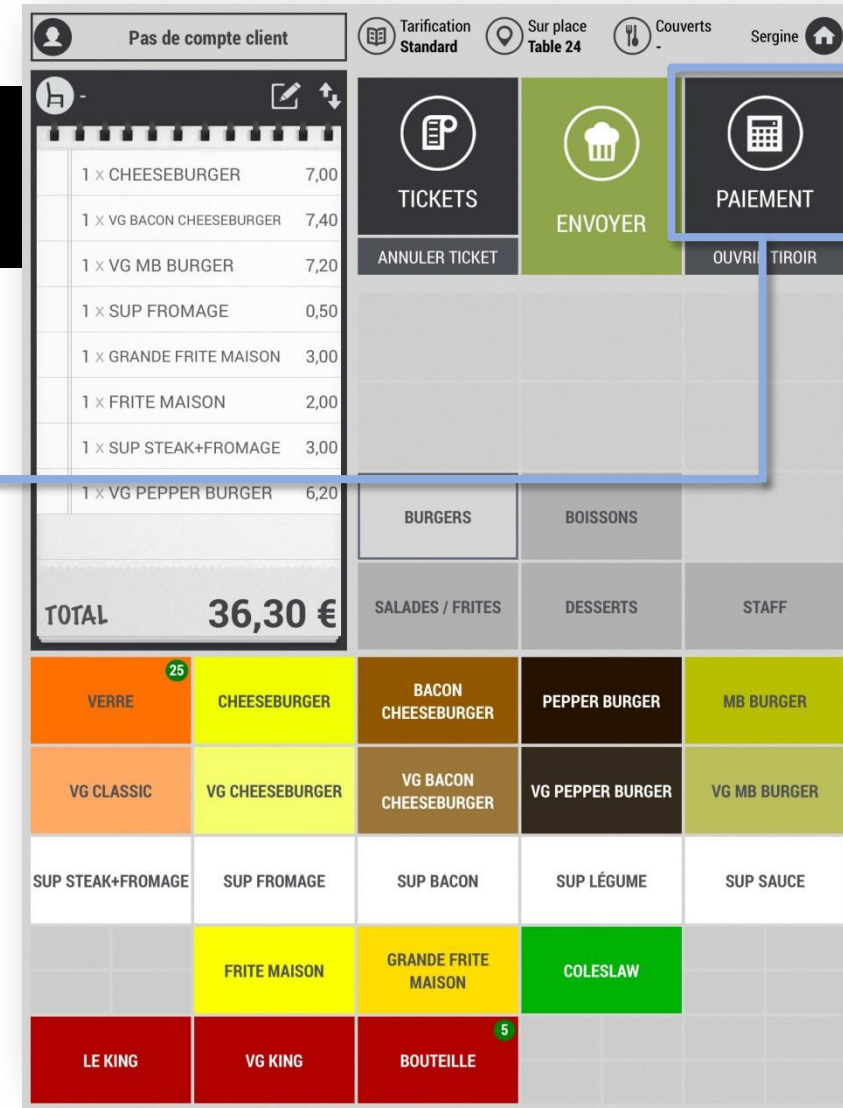 Pas de compte client
Tarification
Standard
Sur place
Table 24
Couverts
-
Sergine
-
1 x CHEESEBURGER 7,00
1 x VG BACON CHEESEBURGER 7,40
1 x VG MB BURGER 7,20
1 x SUP FROMAGE 0,50
1 x GRANDE FRITE MAISON 3,00
1 x FRITE MAISON 2,00
1 x SUP STEAK+FROMAGE 3,00
1 x VG PEPPER BURGER 6,20
TOTAL 36,30 €
TICKETS
ENVOYER
PAIEMENT
ANNULER TICKET
OUVRIR TIROIR
BURGERS
BOISSONS
SALADES / FRITES
DESSERTS
STAFF
VERRE
25
CHEESEBURGER
BACON
CHEESEBURGER
PEPPER BURGER
MB BURGER
VG CLASSIC
VG CHEESEBURGER
VG BACON
CHEESEBURGER
VG PEPPER BURGER
VG MB BURGER
SUP STEAK+FROMAGE
SUP FROMAGE
SUP BACON
SUP LÉGUME
SUP SAUCE
FRITE MAISON
GRANDE FRITE
MAISON
COLESLAW
LE KING
VG KING
BOUTEILLE
5